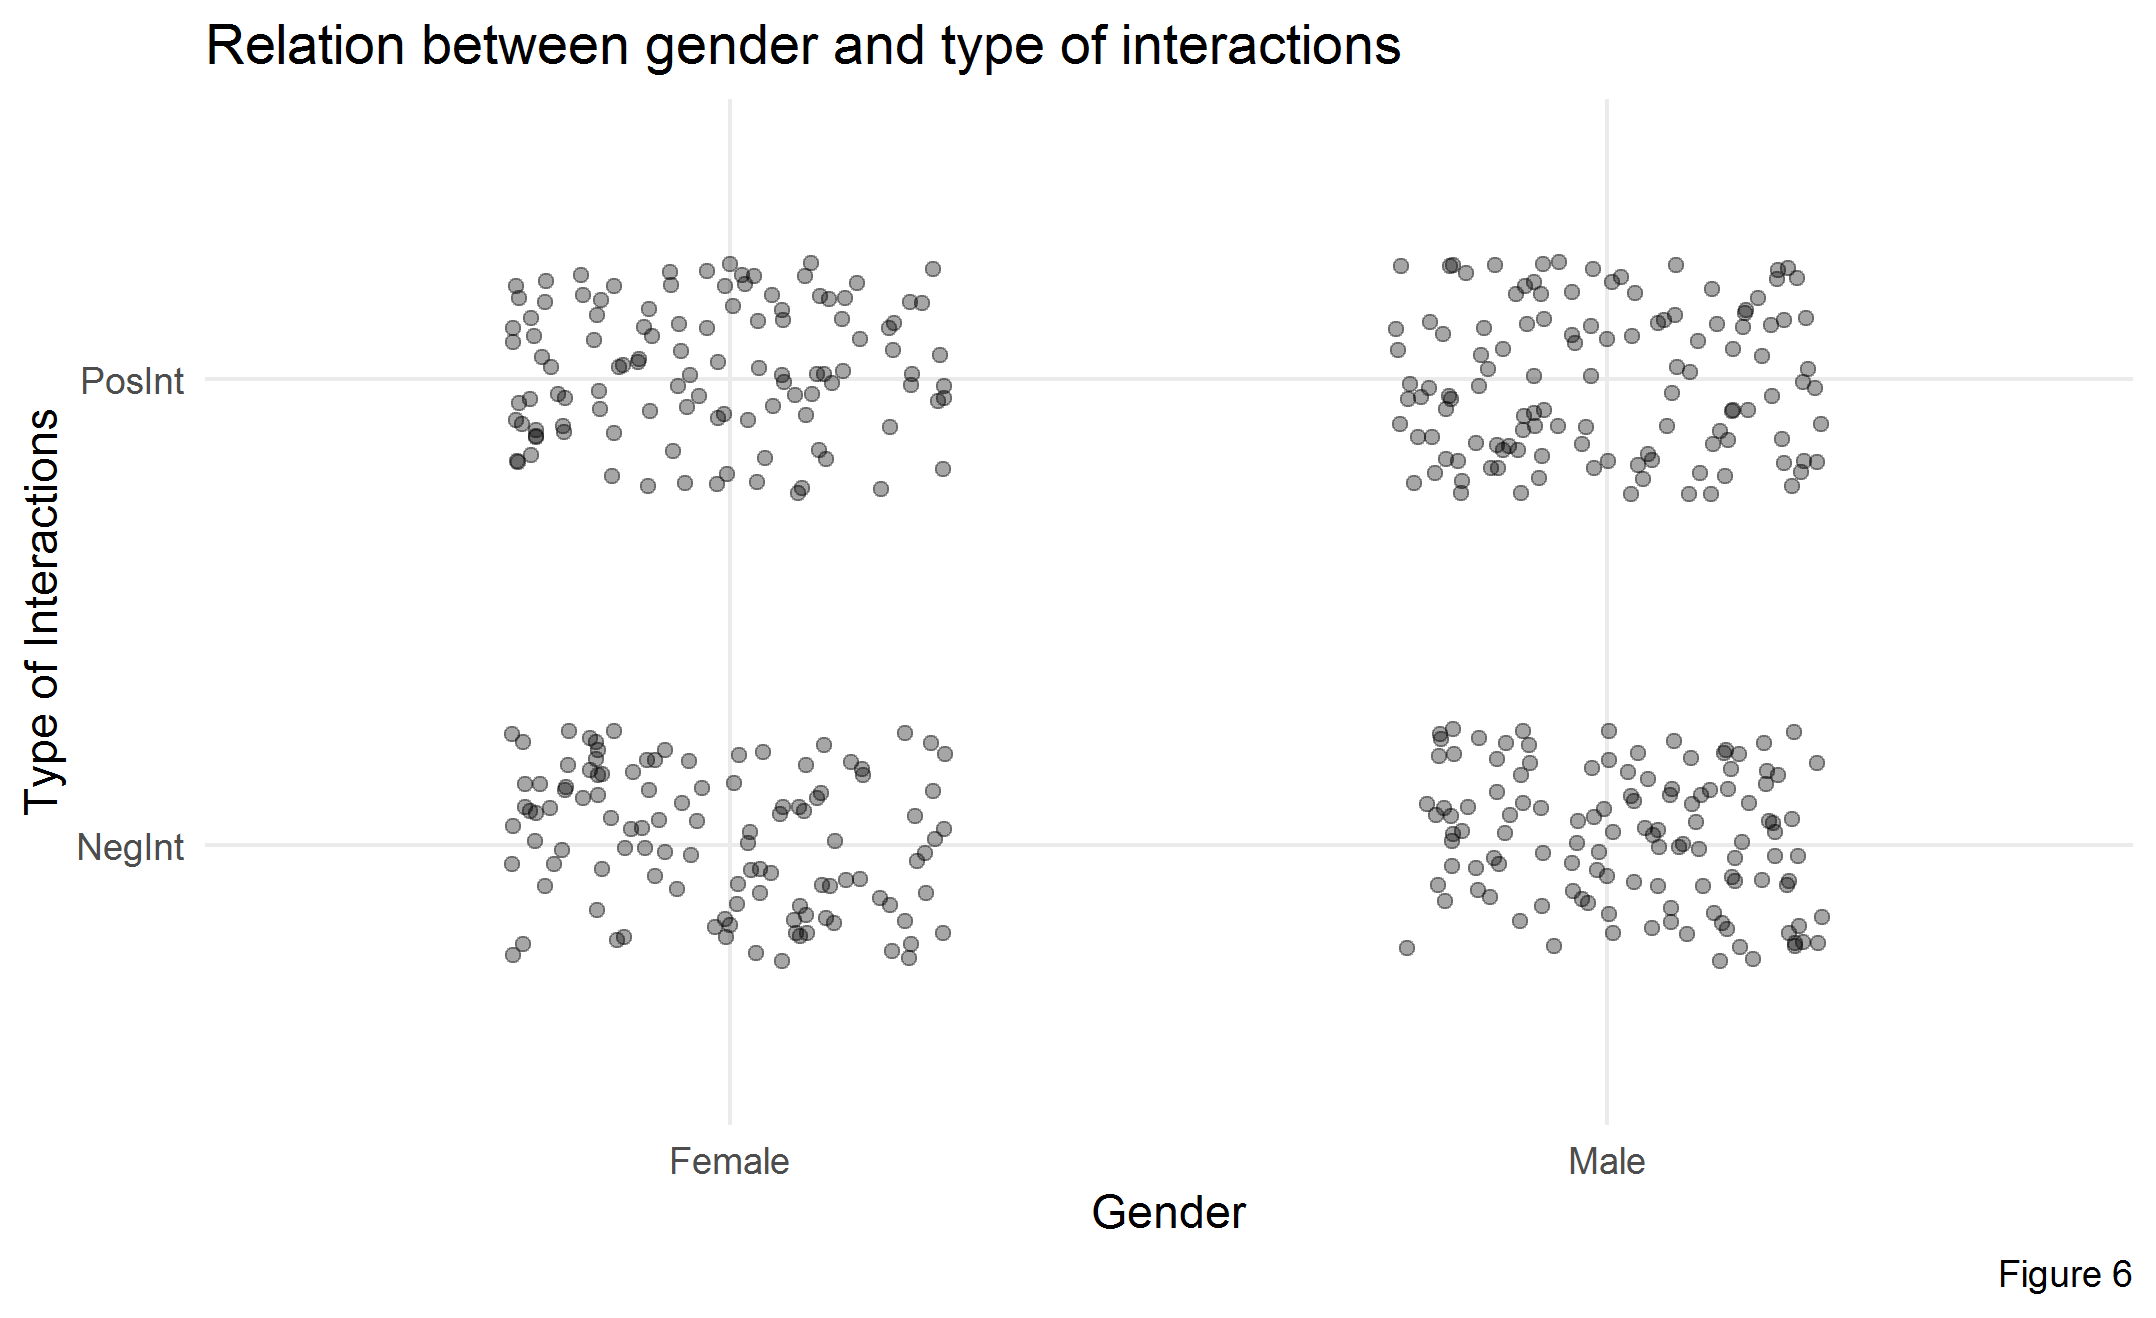 Relation between gender and type of interactions
Type of Interactions
PosInt
NegInt
Female
Male
Gender
Figure 6